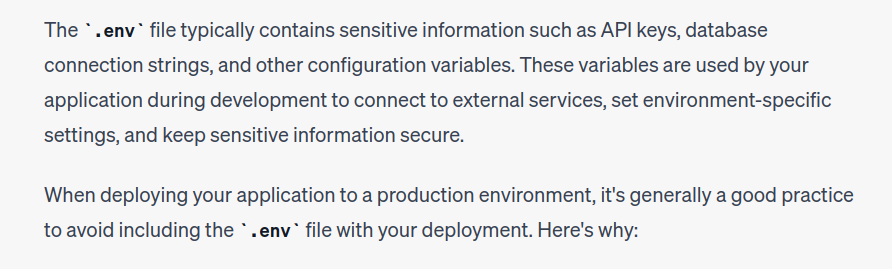 The `.env` file typically contains sensitive information such as API keys, database
connection strings, and other configuration variables. These variables are used by your
application during development to connect to external services, set environment-specific
settings, and keep sensitive information secure.
When deploying your application to a production environment, it's generally a good practice
to avoid including the `.env` file with your deployment. Here's why: